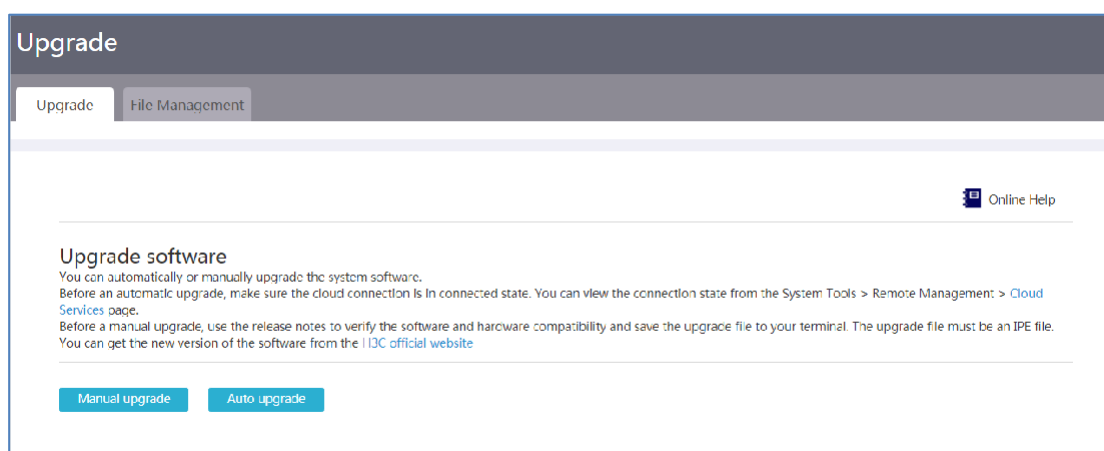 Upgrade
Upgrade File Management
Online Help
Upgrade software
You can automatically or manually upgrade the system software.
Before an automatic upgrade, make sure the cloud connection is in connected state. You can view the connection state from the System Tools > Remote Management > Cloud
Services page.
Before a manual upgrade, use the release notes to verify the software and hardware compatibility and save the upgrade file to your terminal. The upgrade file must be an IPE file.
You can get the new version of the software from the H3C official website
Manual upgrade Auto upgrade